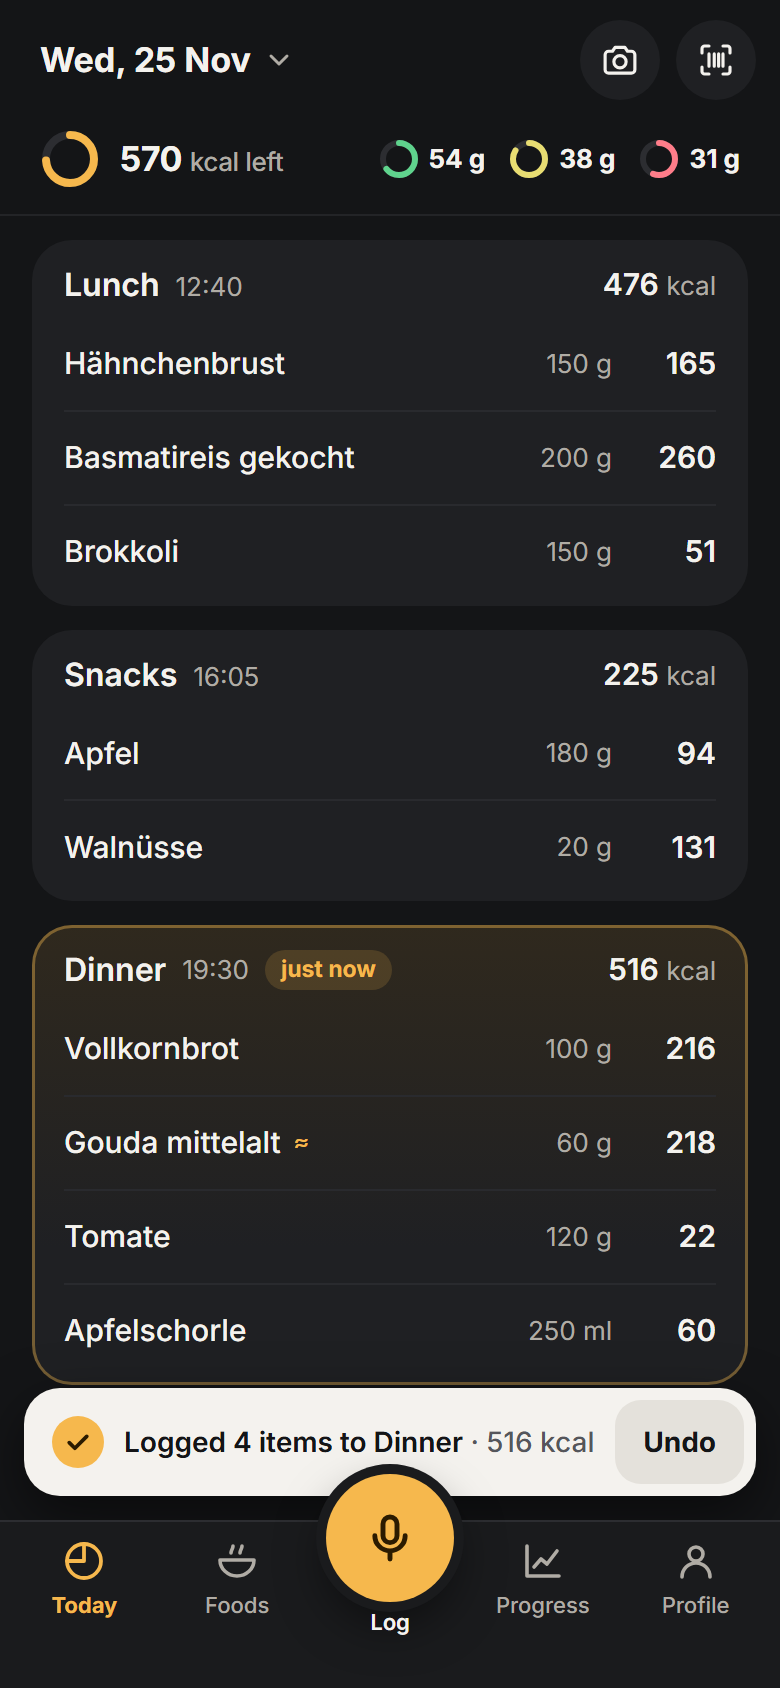 Wed, 25 Nov
570 kcal left 54 g 38 g 31 g
Lunch 12:40 476 kcal
Hähnchenbrust 150 g 165
Basmatireis gekocht 200 g 260
Brokkoli 150 g 51
Snacks 16:05 225 kcal
Apfel 180 g 94
Walnüsse 20 g 131
Dinner 19:30 just now 516 kcal
Vollkornbrot 100 g 216
Gouda mittelalt ≈ 60 g 218
Tomate 120 g 22
Apfelschorle 250 ml 60
Logged 4 items to Dinner · 516 kcal Undo
Today Foods Log Progress Profile